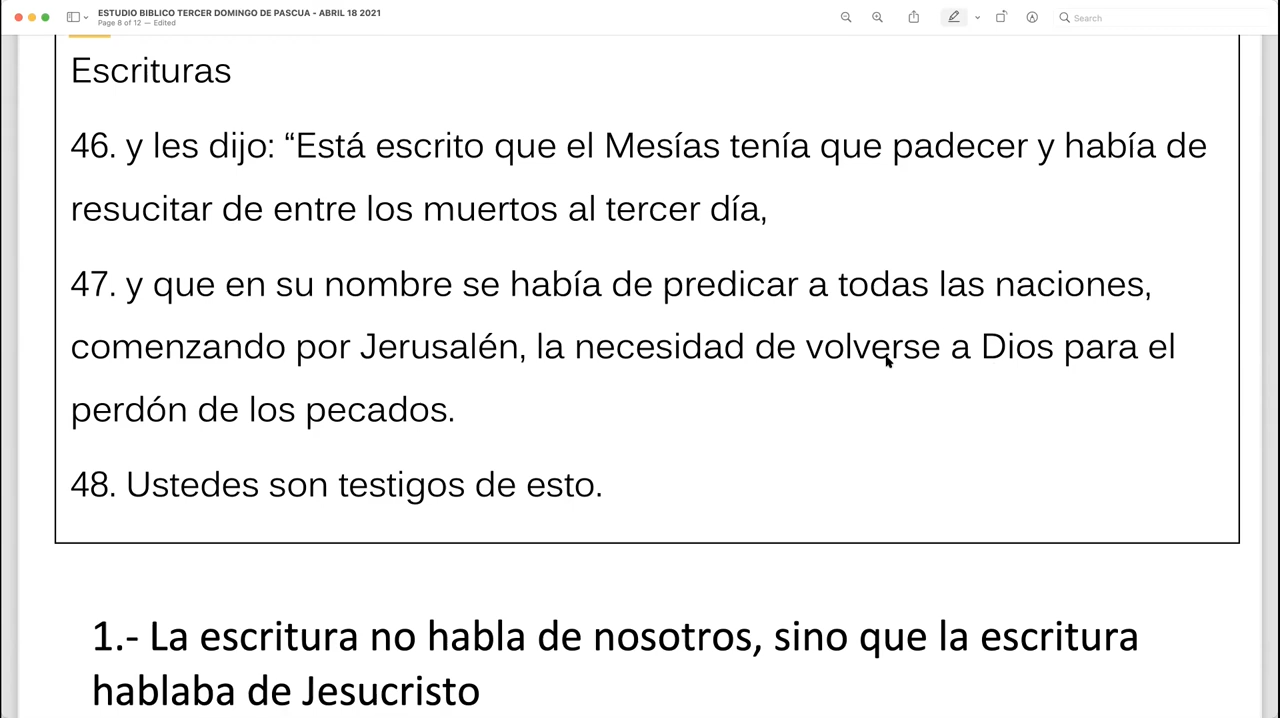 ESTUDIO BIBLICO TERCER DOMINGO DE PASCUA - ABRIL 18 2021
Page 8 of 12 — Edited
Search
Escrituras
46. y les dijo: “Está escrito que el Mesías tenía que padecer y había de
resucitar de entre los muertos al tercer día,
47. y que en su nombre se había de predicar a todas las naciones,
comenzando por Jerusalén, la necesidad de volverse a Dios para el
perdón de los pecados.
48. Ustedes son testigos de esto.
1.- La escritura no habla de nosotros, sino que la escritura
hablaba de Jesucristo